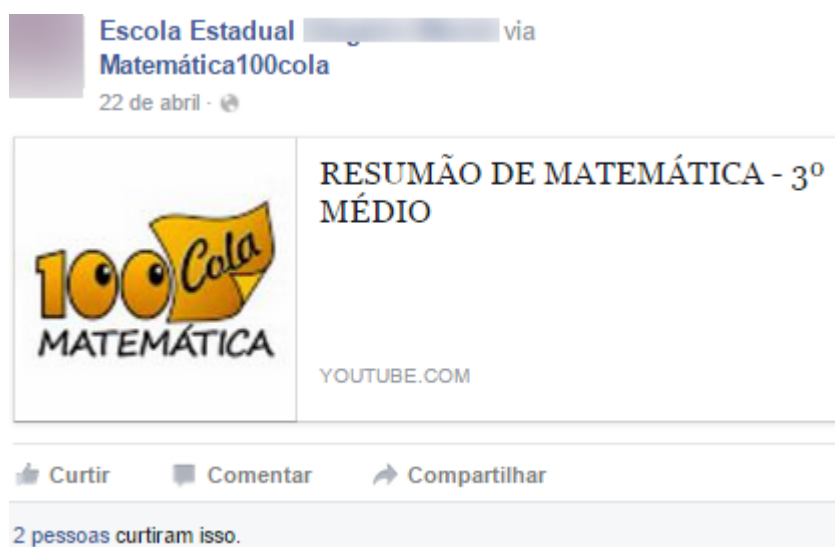 Escola Estadual via
Matemática100cola
22 de abril ·
100 Cola
MATEMÁTICA
RESUMÃO DE MATEMÁTICA - 3º
MÉDIO
YOUTUBE.COM
Curtir Comentar Compartilhar
2 pessoas curtiram isso.